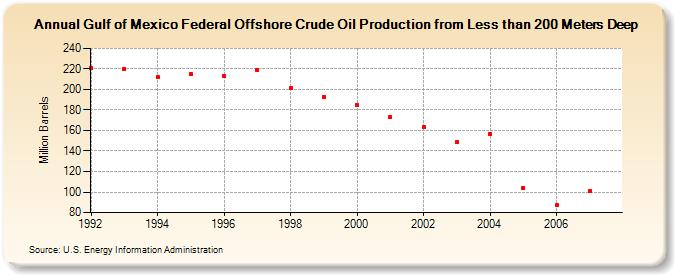 Annual Gulf of Mexico Federal Offshore Crude Oil Production from Less than 200 Meters Deep
Million Barrels
240
220
200
180
160
140
120
100
80
1992 1994 1996 1998 2000 2002 2004 2006
Source: U.S. Energy Information Administration